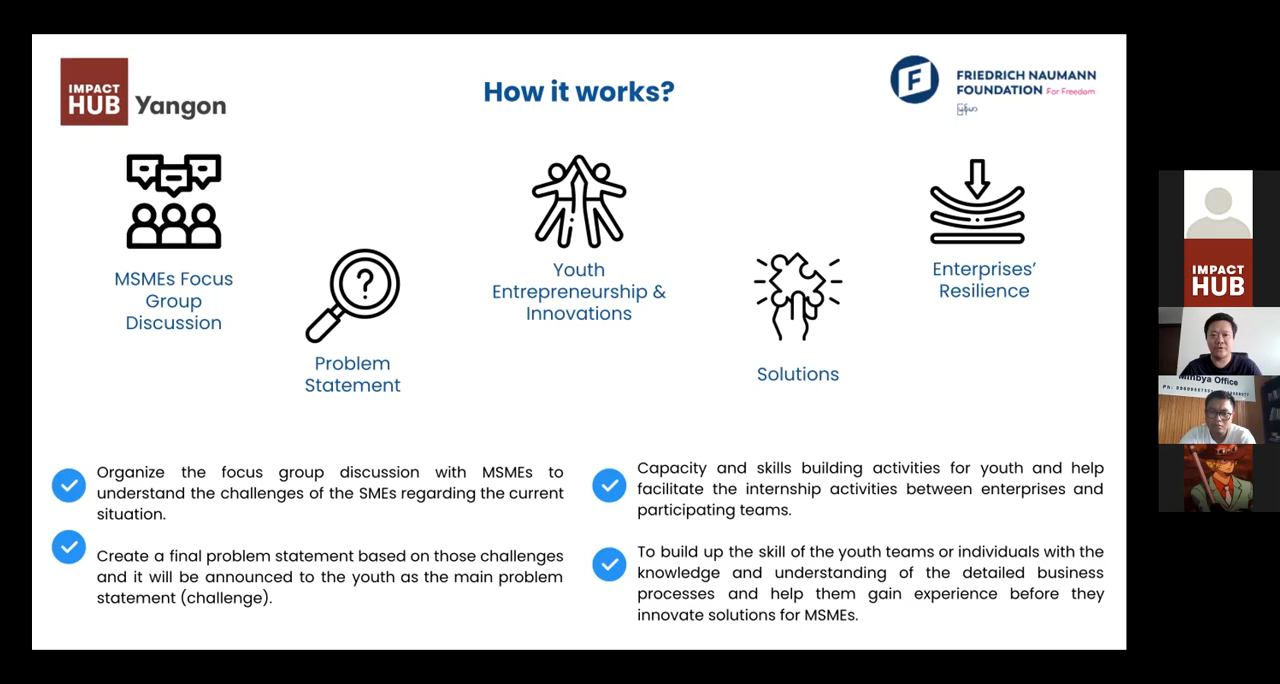 IMPACT
HUB Yangon
How it works?
FRIEDRICH NAUMANN
FOUNDATION For Freedom
မြန်မာ
MSMEs Focus
Group
Discussion
Problem
Statement
Youth
Entrepreneurship &
Innovations
Solutions
Enterprises’
Resilience
Organize the focus group discussion with MSMEs to
understand the challenges of the SMEs regarding the current
situation.
Create a final problem statement based on those challenges
and it will be announced to the youth as the main problem
statement (challenge).
Capacity and skills building activities for youth and help
facilitate the internship activities between enterprises and
participating teams.
To build up the skill of the youth teams or individuals with the
knowledge and understanding of the detailed business
processes and help them gain experience before they
innovate solutions for MSMEs.
IMPACT
HUB
Minbya Office
Ph: